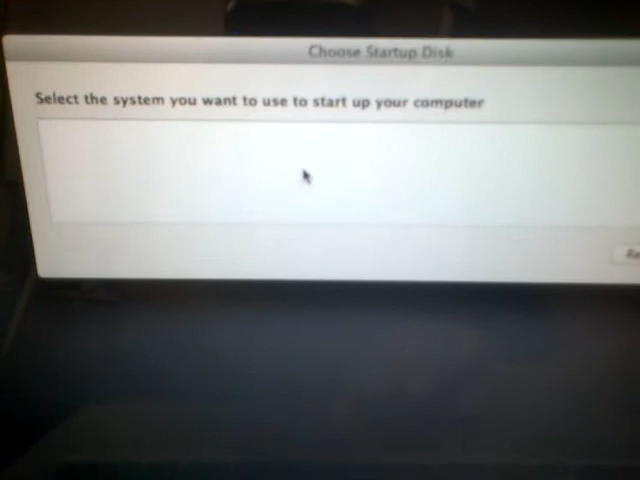 Choose Startup Disk
Select the system you want to use to start up your computer